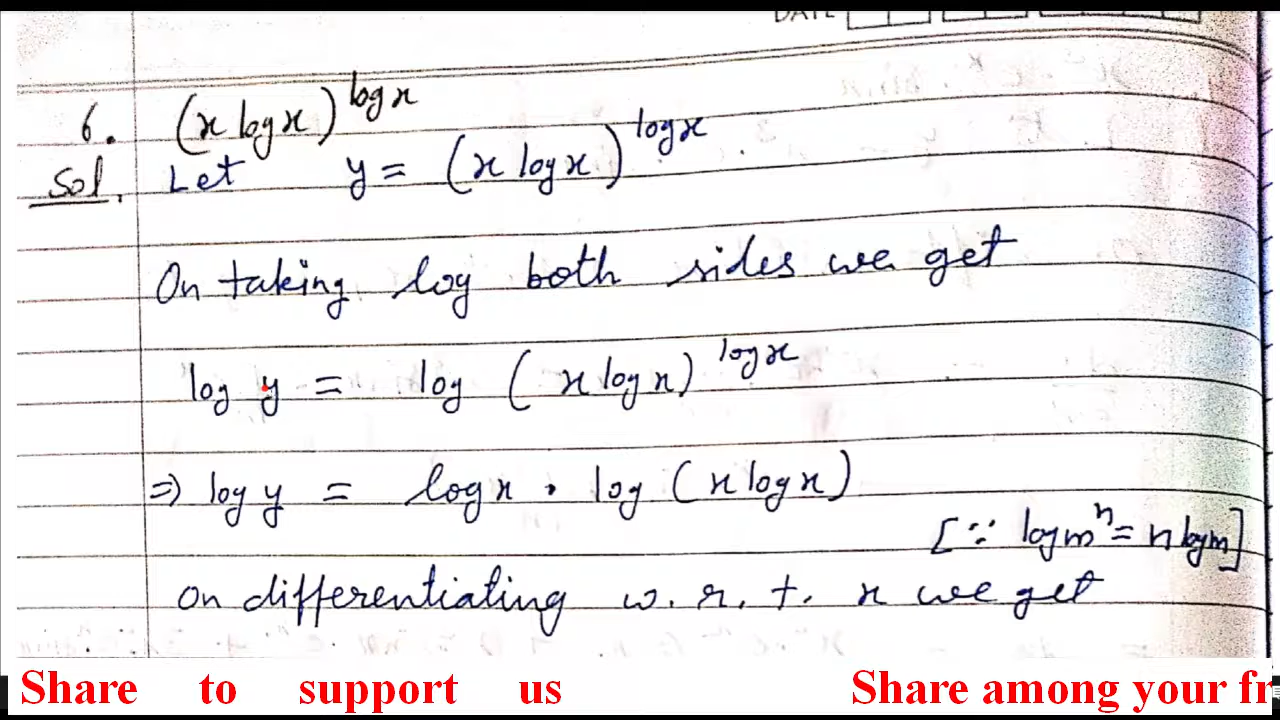 DATE
6. (x log x)^log x
Sol. Let y = (x log x)^log x
On taking log both sides we get
log y = log (x log x)^log x
⇒ log y = log x . log (x log x)
[∵ log m^n = n log m]
on differentiating w.r.t. x we get
Share to support us Share among your fr